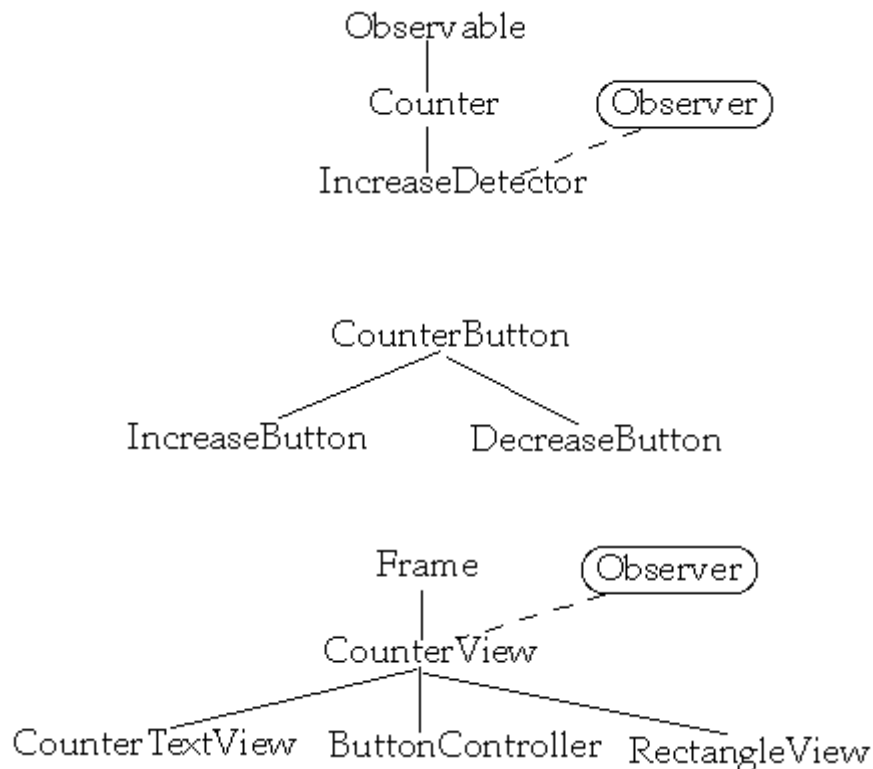 Observable
Counter Observer
IncreaseDetector
CounterButton
IncreaseButton DecreaseButton
Frame Observer
CounterView
CounterTextView ButtonController RectangleView